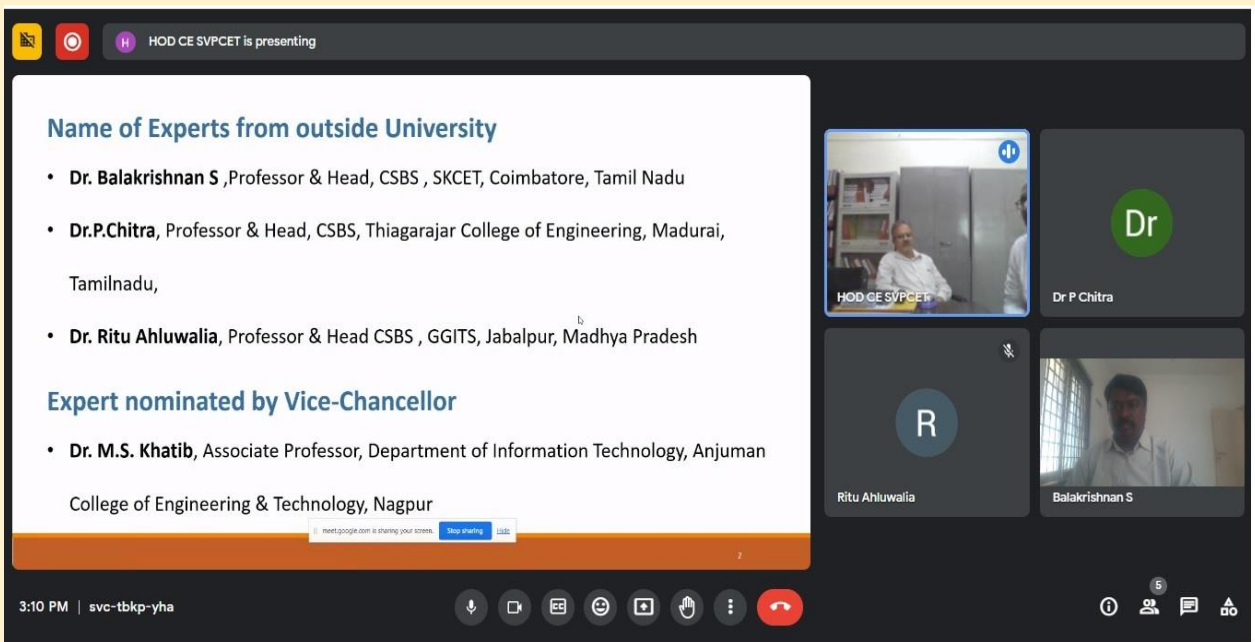 H HOD CE SVPCET is presenting
Name of Experts from outside University
• Dr. Balakrishnan S ,Professor & Head, CSBS , SKCET, Coimbatore, Tamil Nadu
• Dr.P.Chitra, Professor & Head, CSBS, Thiagarajar College of Engineering, Madurai,
Tamilnadu,
• Dr. Ritu Ahluwalia, Professor & Head CSBS , GGITS, Jabalpur, Madhya Pradesh
Expert nominated by Vice-Chancellor
• Dr. M.S. Khatib, Associate Professor, Department of Information Technology, Anjuman
College of Engineering & Technology, Nagpur
meet.google.com is sharing your screen. Stop sharing Hide
2
HOD CE SVPCET
Dr
Dr P Chitra
R
Ritu Ahluwalia
Balakrishnan S
3:10 PM | svc-tbkp-yha
CC
5